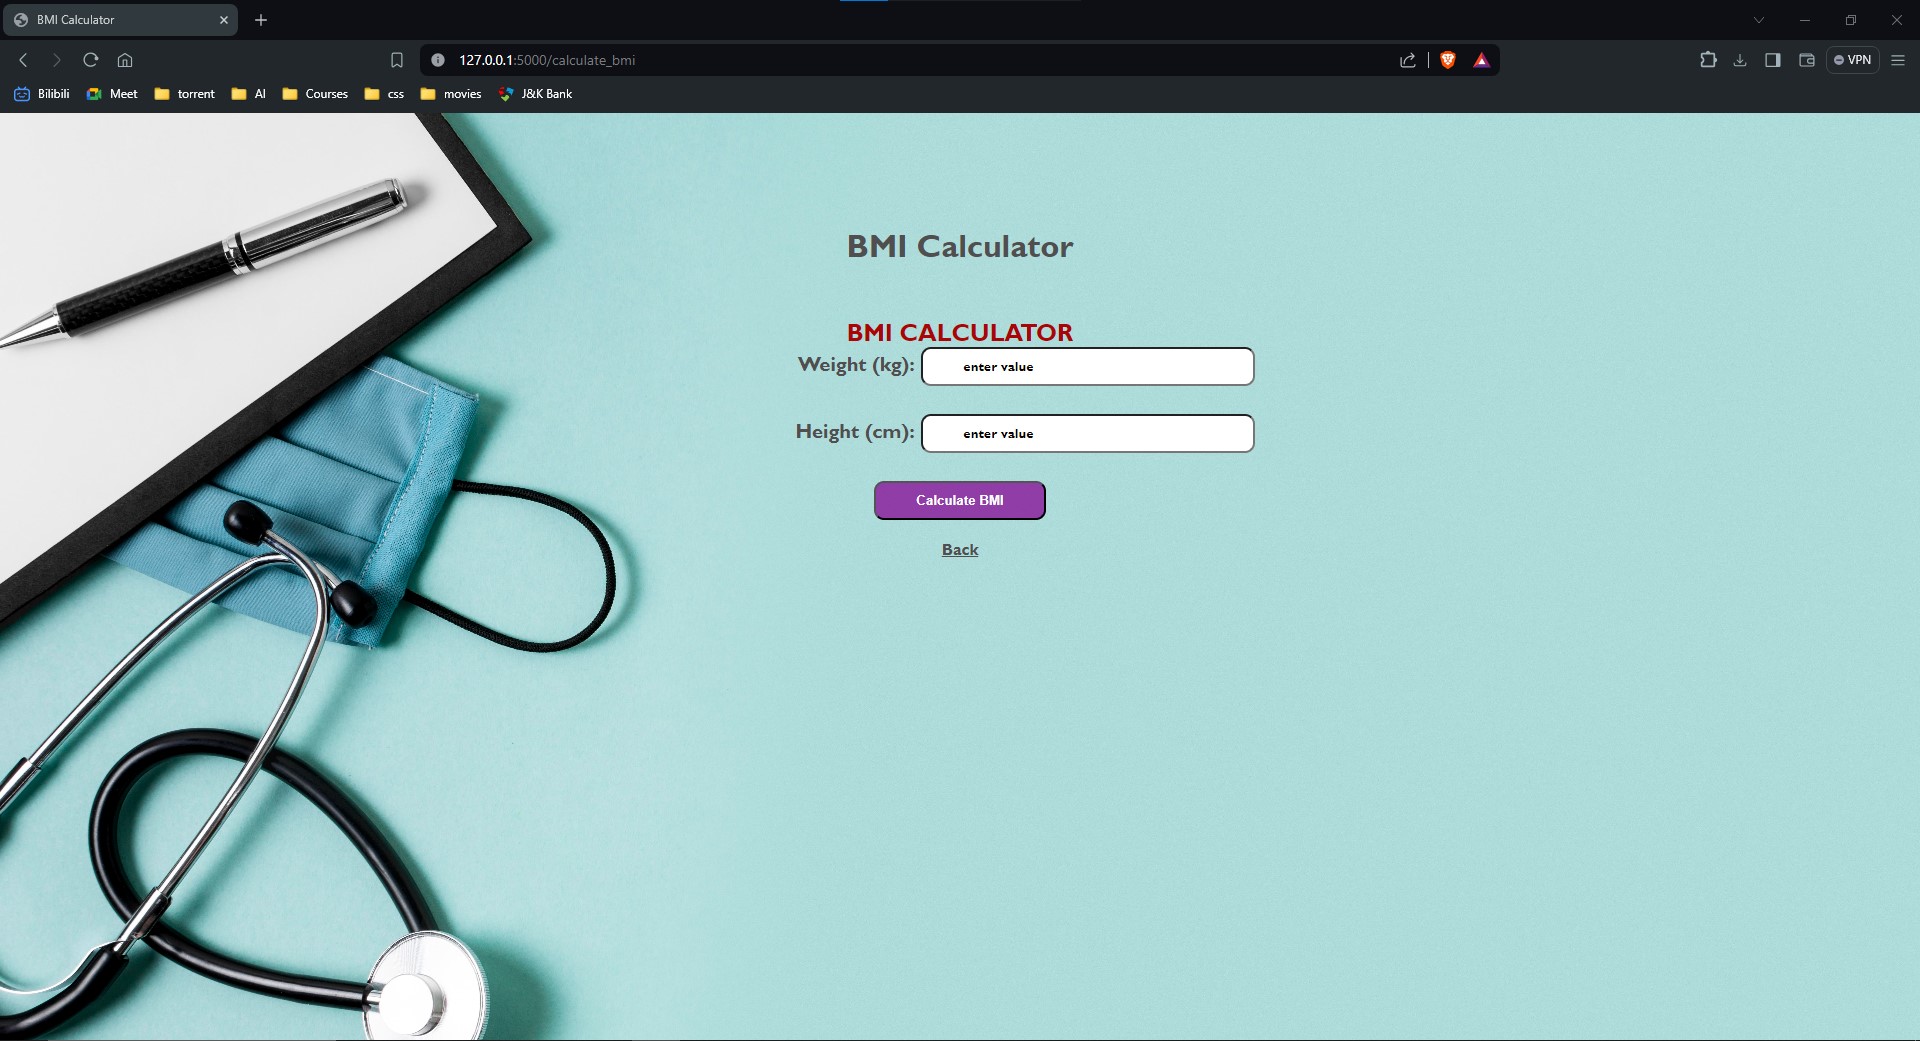 BMI Calculator
127.0.0.1:5000/calculate_bmi
VPN
Bilibili Meet torrent AI Courses css movies J&K Bank
BMI Calculator
BMI CALCULATOR
Weight (kg): enter value
Height (cm): enter value
Calculate BMI
Back